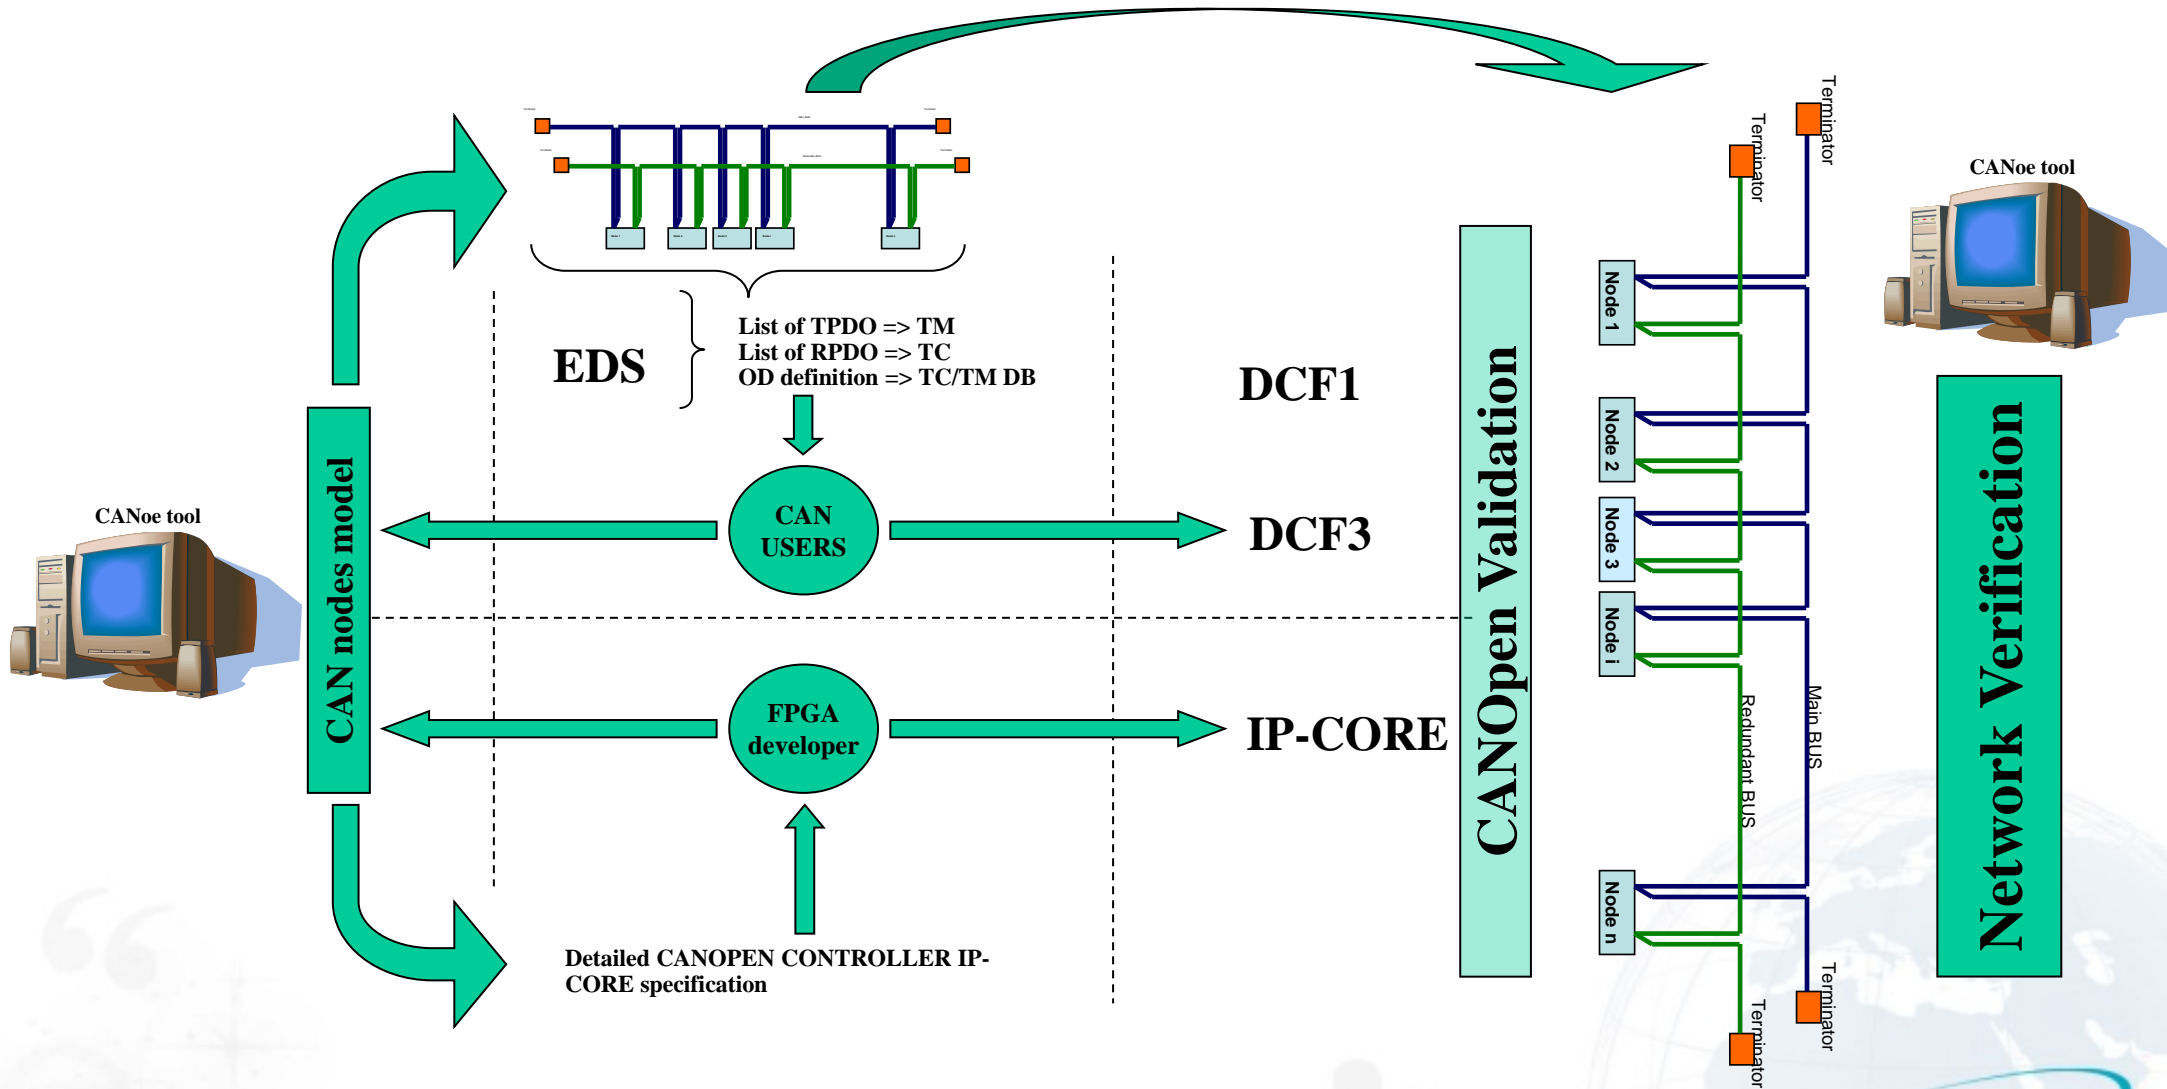 CANoe tool
CAN nodes model
EDS
List of TPDO => TM
List of RPDO => TC
OD definition => TC/TM DB
CAN
USERS
FPGA
developer
Detailed CANOPEN CONTROLLER IP-
CORE specification
DCF1
DCF3
IP-CORE
CANOpen Validation
Terminator
Terminator
Node 1
Node 2
Node 3
Node i
Node n
Redundant BUS
Main BUS
Terminator
Terminator
CANoe tool
Network Verification